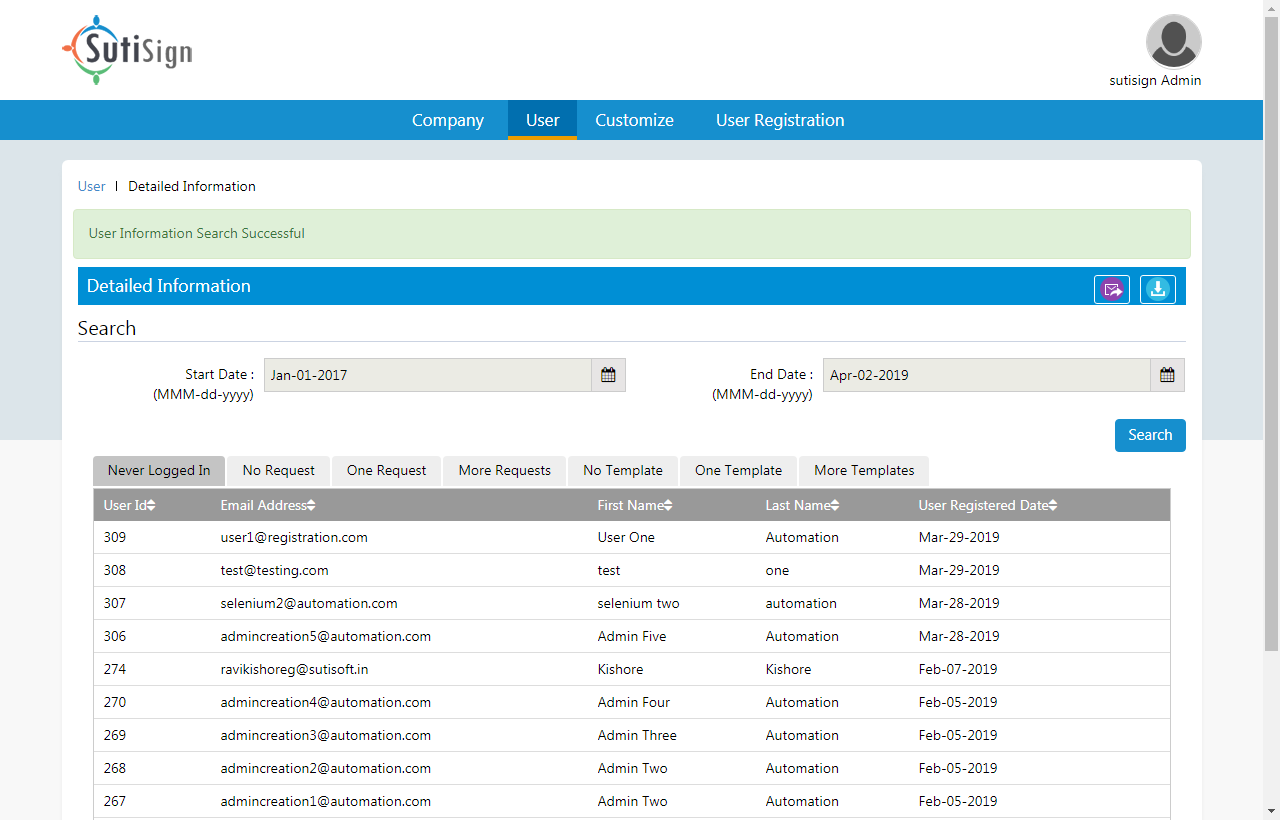 SutiSign
sutisign Admin
Company User Customize User Registration
User | Detailed Information
User Information Search Successful
Detailed Information
Search
Start Date : Jan-01-2017 End Date : Apr-02-2019
(MMM-dd-yyyy) (MMM-dd-yyyy)
Search
Never Logged In No Request One Request More Requests No Template One Template More Templates
User Id Email Address First Name Last Name User Registered Date
309 user1@registration.com User One Automation Mar-29-2019
308 test@testing.com test one Mar-29-2019
307 selenium2@automation.com selenium two automation Mar-28-2019
306 admincreation5@automation.com Admin Five Automation Mar-28-2019
274 ravikishoreg@sutisoft.in Kishore Kishore Feb-07-2019
270 admincreation4@automation.com Admin Four Automation Feb-05-2019
269 admincreation3@automation.com Admin Three Automation Feb-05-2019
268 admincreation2@automation.com Admin Two Automation Feb-05-2019
267 admincreation1@automation.com Admin Two Automation Feb-05-2019